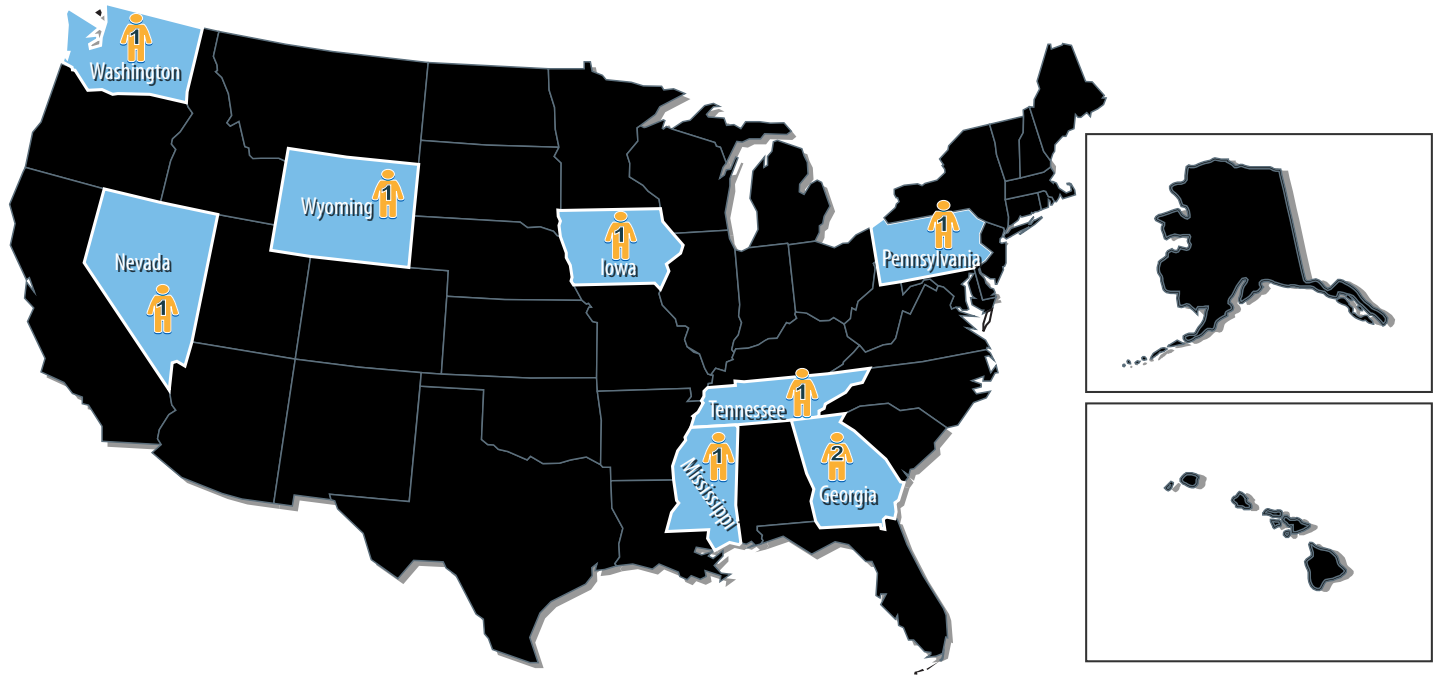 1
Washington
Wyoming
1
Nevada
1
1
Iowa
1
Pennsylvania
1
Tennessee
1
Mississippi
2
Georgia